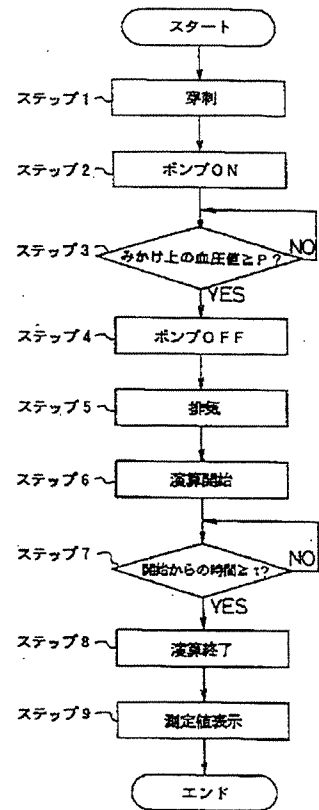 スタート
ステップ1
穿刺
ステップ2
ポンプON
ステップ3
みかけ上の血圧値≧P?
NO
YES
ステップ4
ポンプOFF
ステップ5
排気
ステップ6
演算開始
ステップ7
開始からの時間≧τ?
NO
YES
ステップ8
演算終了
ステップ9
測定値表示
エンド